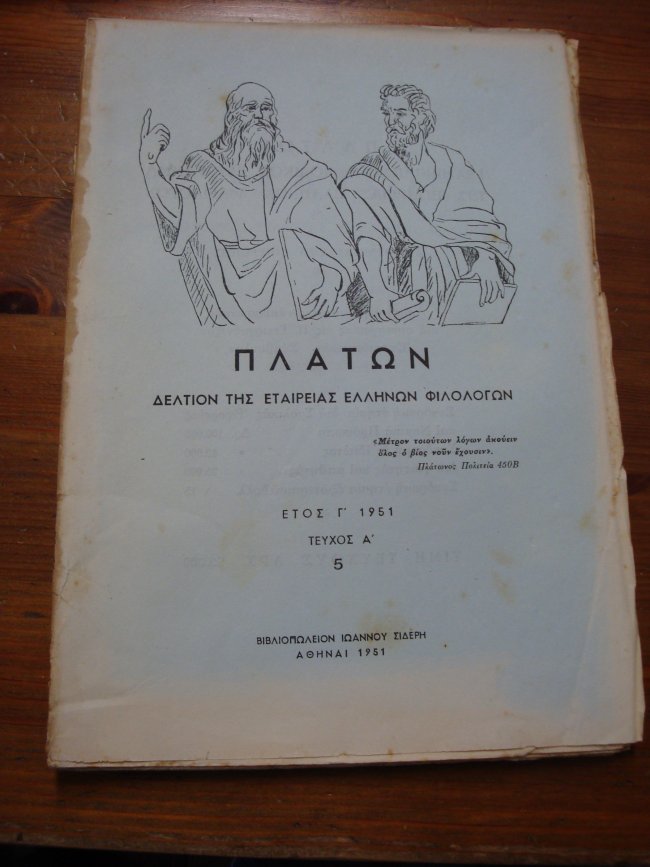 ΠΛΑΤΩΝ
ΔΕΛΤΙΟΝ ΤΗΣ ΕΤΑΙΡΕΙΑΣ ΕΛΛΗΝΩΝ ΦΙΛΟΛΟΓΩΝ
«Μέτρον τοιούτων λόγων ἀκούειν
ὅλος ὁ βίος νοῦν ἔχουσιν».
Πλάτωνος Πολιτεία 450Β
ΕΤΟΣ Γ' 1951
ΤΕΥΧΟΣ Α'
5
ΒΙΒΛΙΟΠΩΛΕΙΟΝ ΙΩΑΝΝΟΥ ΣΙΔΕΡΗ
ΑΘΗΝΑΙ 1951